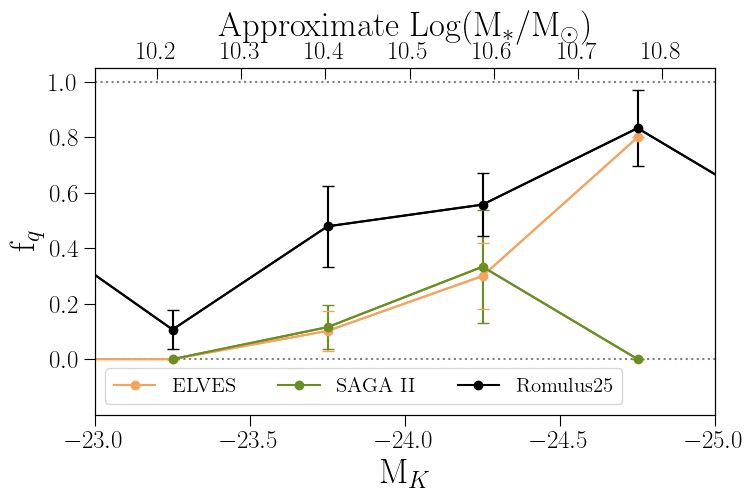 Approximate Log(M_*/M_⊙)
10.2 10.3 10.4 10.5 10.6 10.7 10.8
1.0
0.8
0.6
0.4
0.2
0.0
f_q
ELVES SAGA II Romulus25
−23.0 −23.5 −24.0 −24.5 −25.0
M_K